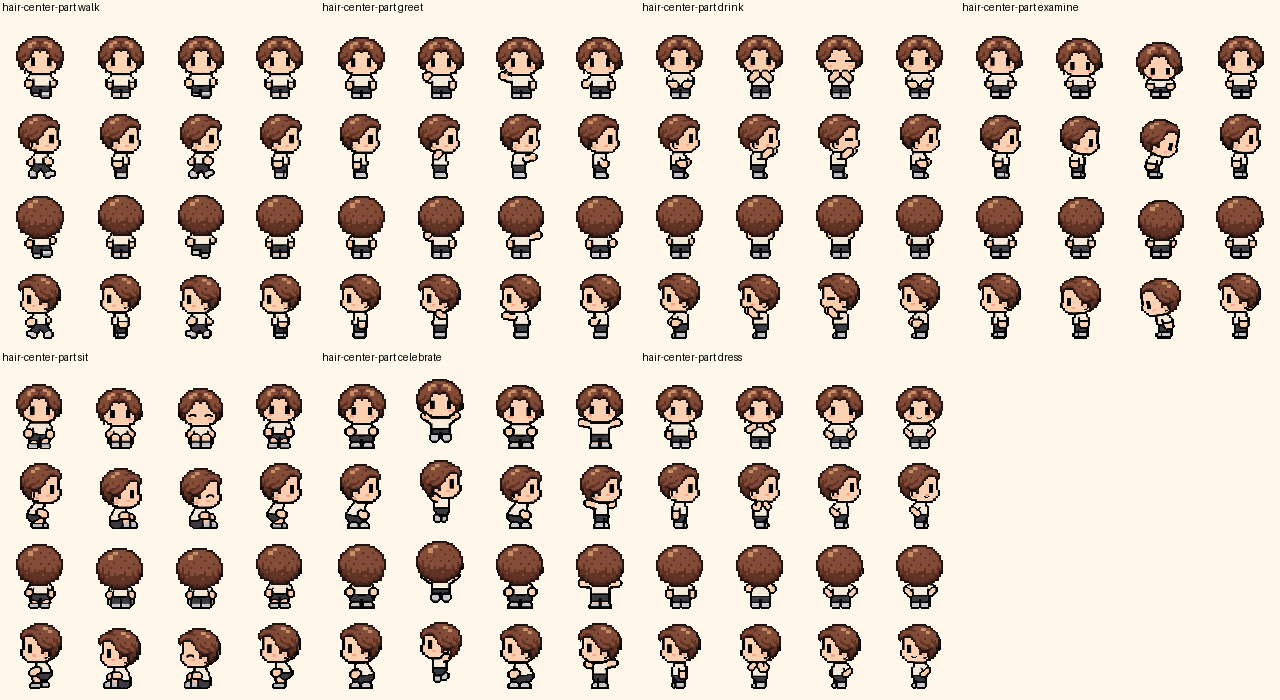 hair-center-part walk
hair-center-part greet
hair-center-part drink
hair-center-part examine
hair-center-part sit
hair-center-part celebrate
hair-center-part dress